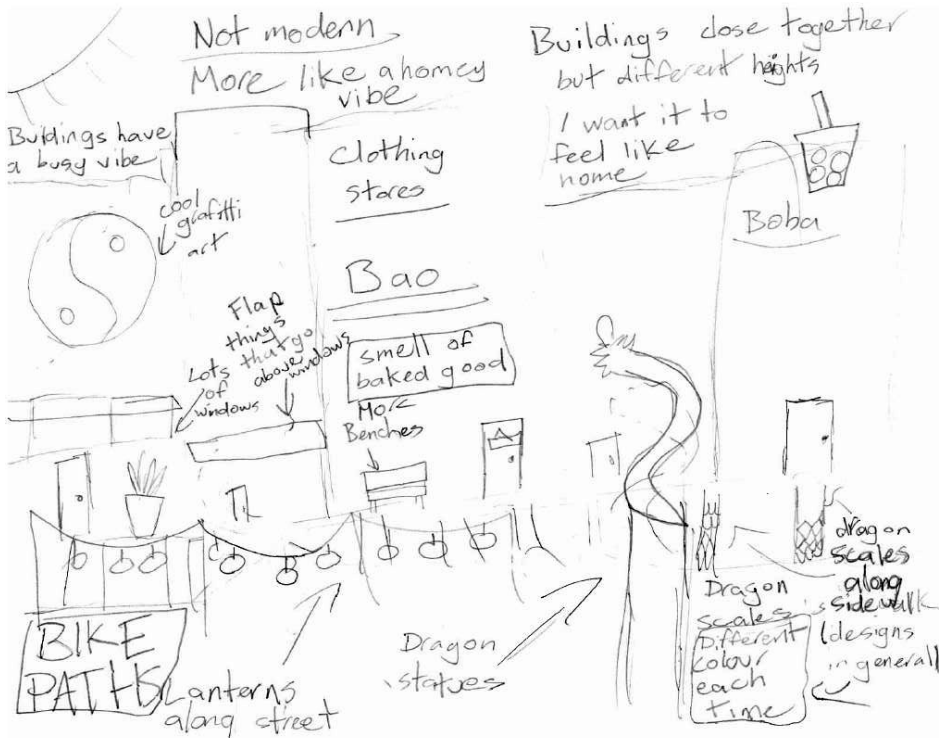 Not modern
More like a homey
vibe
Buildings close together
but different heights
I want it to
feel like
home
Buildings have
a busy vibe
Clothing
stores
cool
grafitti
art
Boba
Bao
Flap
things
that go
above
windows
Lots
of
windows
smell of
baked good
More
Benches
dragon
scales
along
sidewalk
(designs
in general)
Dragon
scales
Different
colour
each
time
BIKE
PATHS
Lanterns
along street
Dragon
statues